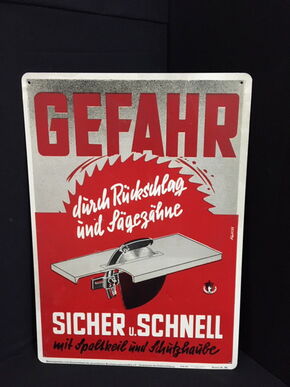 GEFAHR
durch Rückschlag
und Sägezähne
SICHER u. SCHNELL
mit Spaltkeil und Schutzhaube